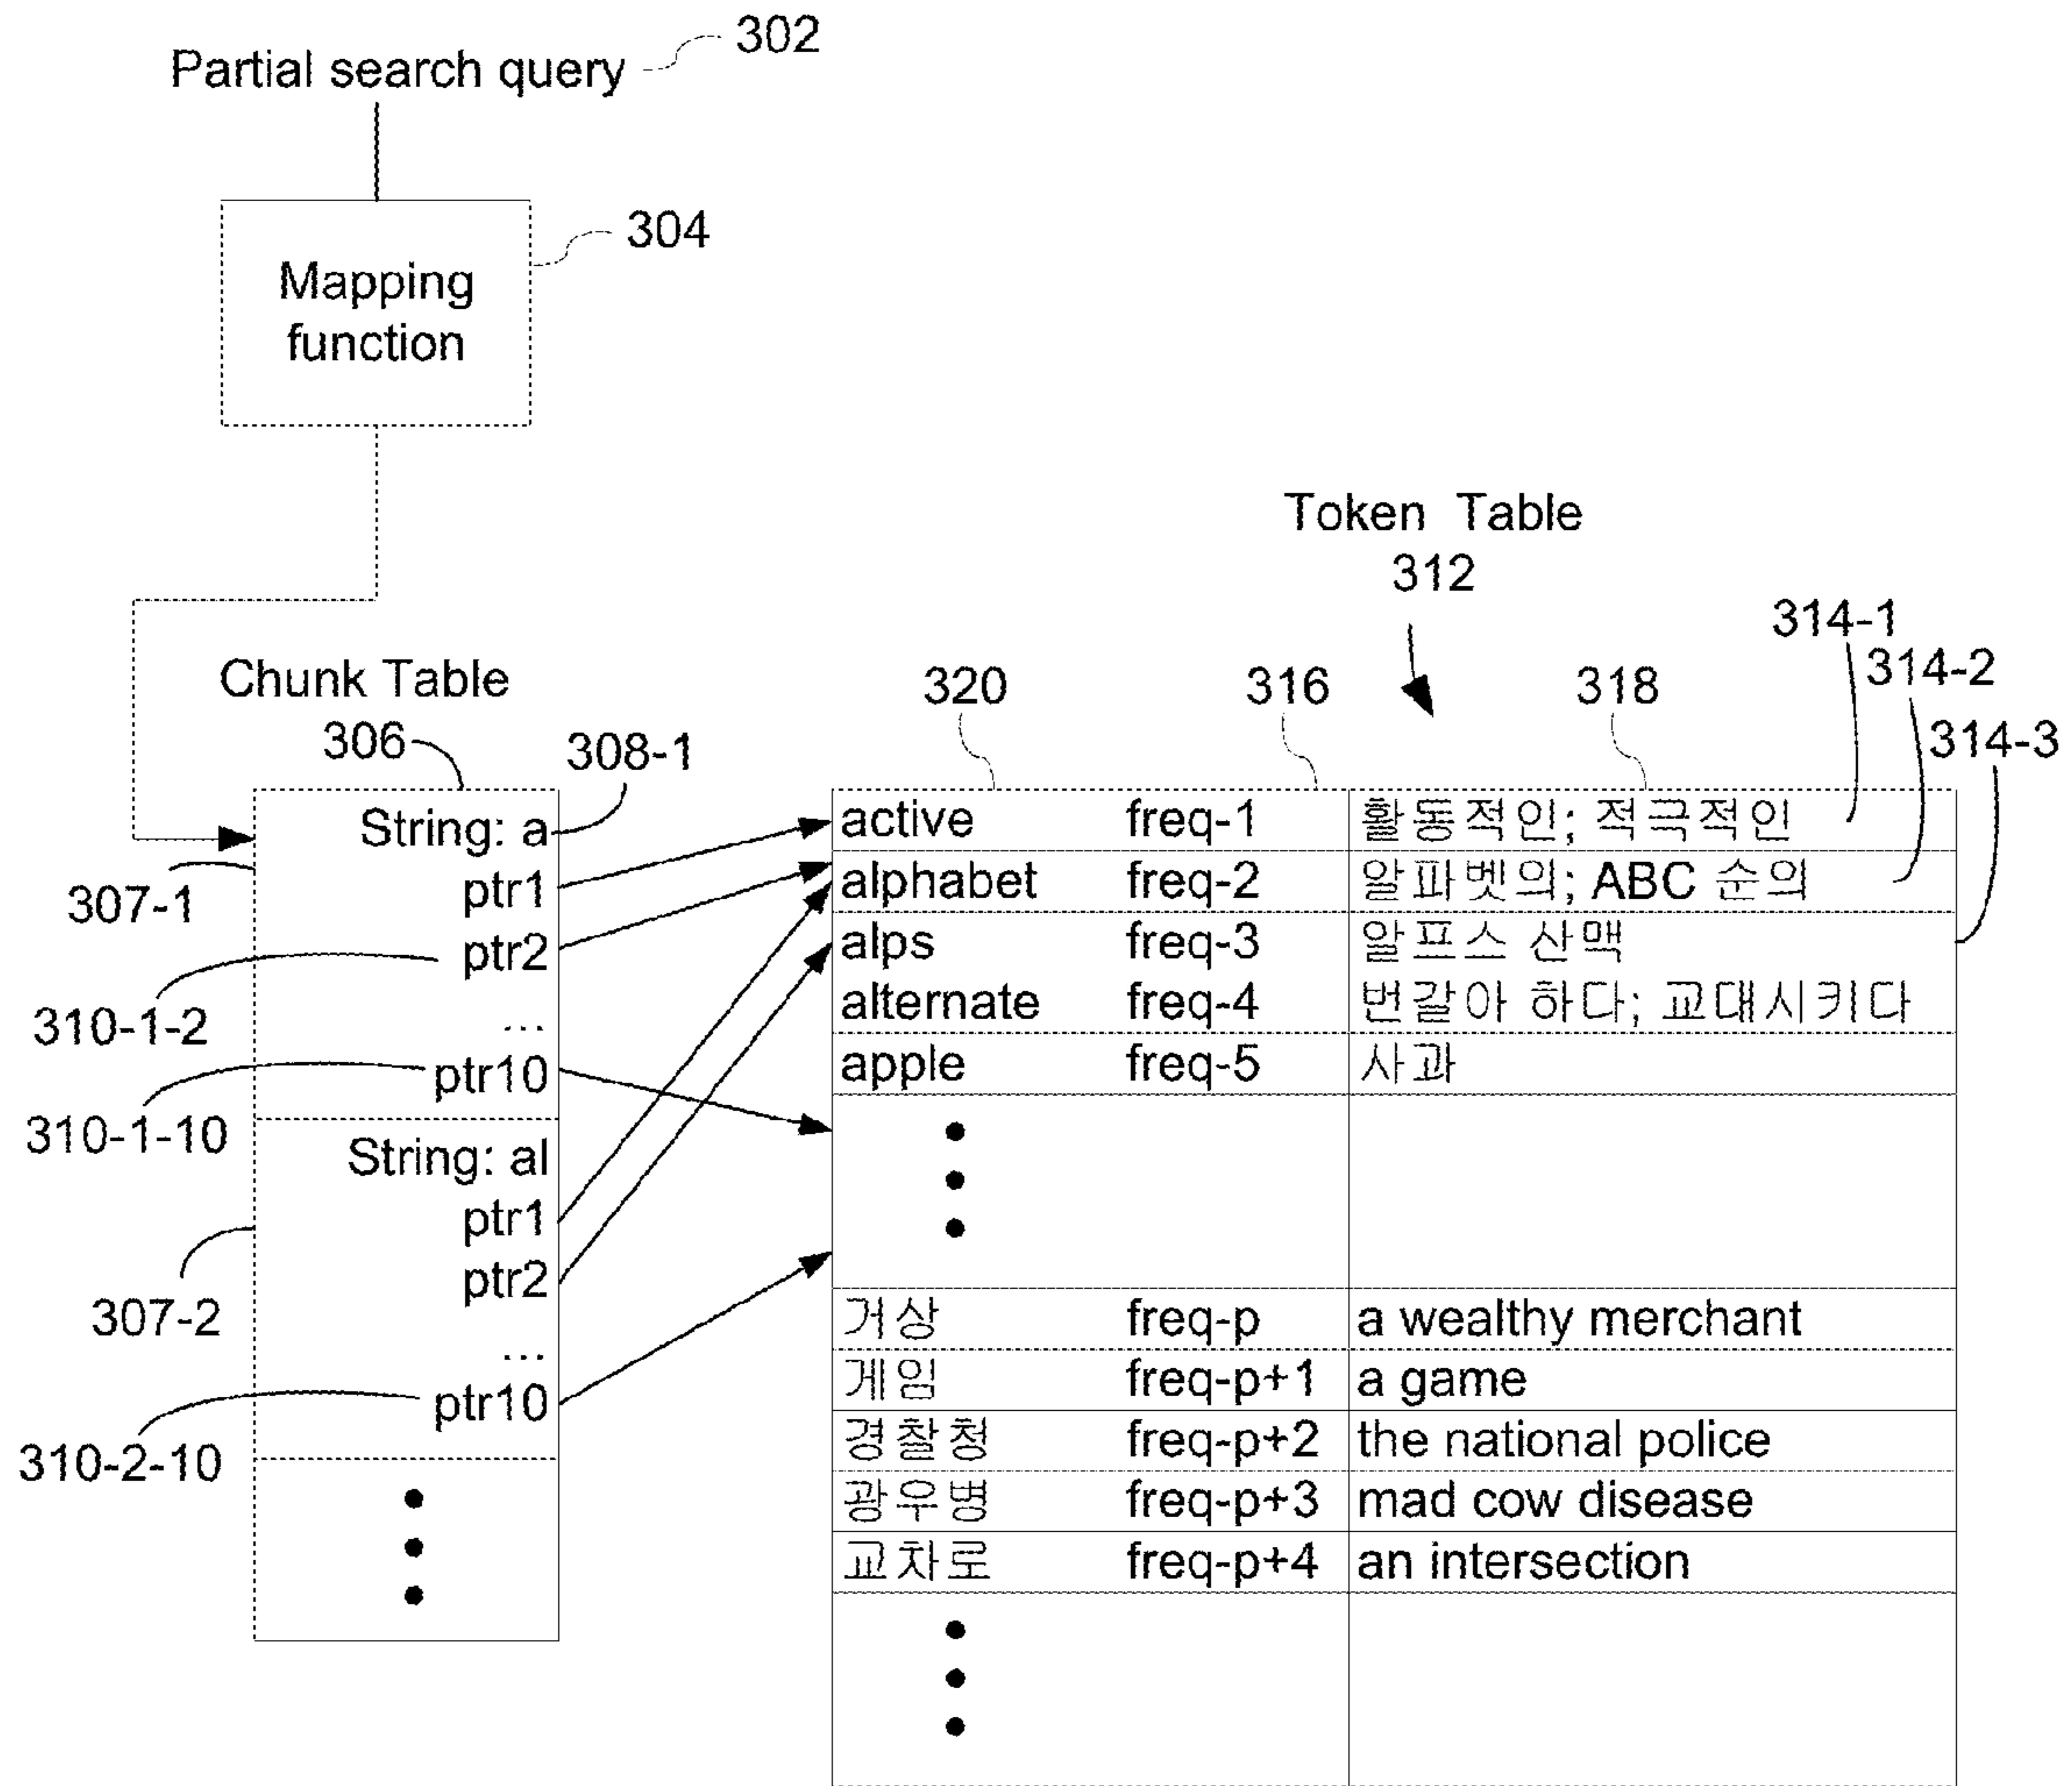 302
Partial search query
304
Mapping
function
Token Table
312
314-1
314-2
314-3
Chunk Table
306
308-1
320
316
318
String: a
ptr1
ptr2
...
ptr10
307-1
310-1-2
310-1-10
String: al
ptr1
ptr2
...
ptr10
307-2
310-2-10
active freq-1 활동적인; 적극적인
alphabet freq-2 알파벳의; ABC 순의
alps freq-3 알프스 산맥
alternate freq-4 번갈아 하다; 교대시키다
apple freq-5 사과
거상 freq-p a wealthy merchant
게임 freq-p+1 a game
경찰청 freq-p+2 the national police
광우병 freq-p+3 mad cow disease
교차로 freq-p+4 an intersection